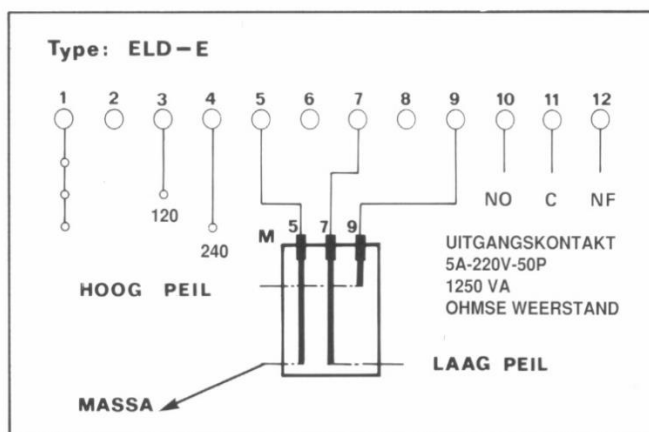 Type: ELD-E
1 2 3 4 5 6 7 8 9 10 11 12
NO C NF
120
240
M 5 7 9
UITGANGSKONTAKT
5A-220V-50P
1250 VA
OHMSE WEERSTAND
HOOG PEIL
LAAG PEIL
MASSA